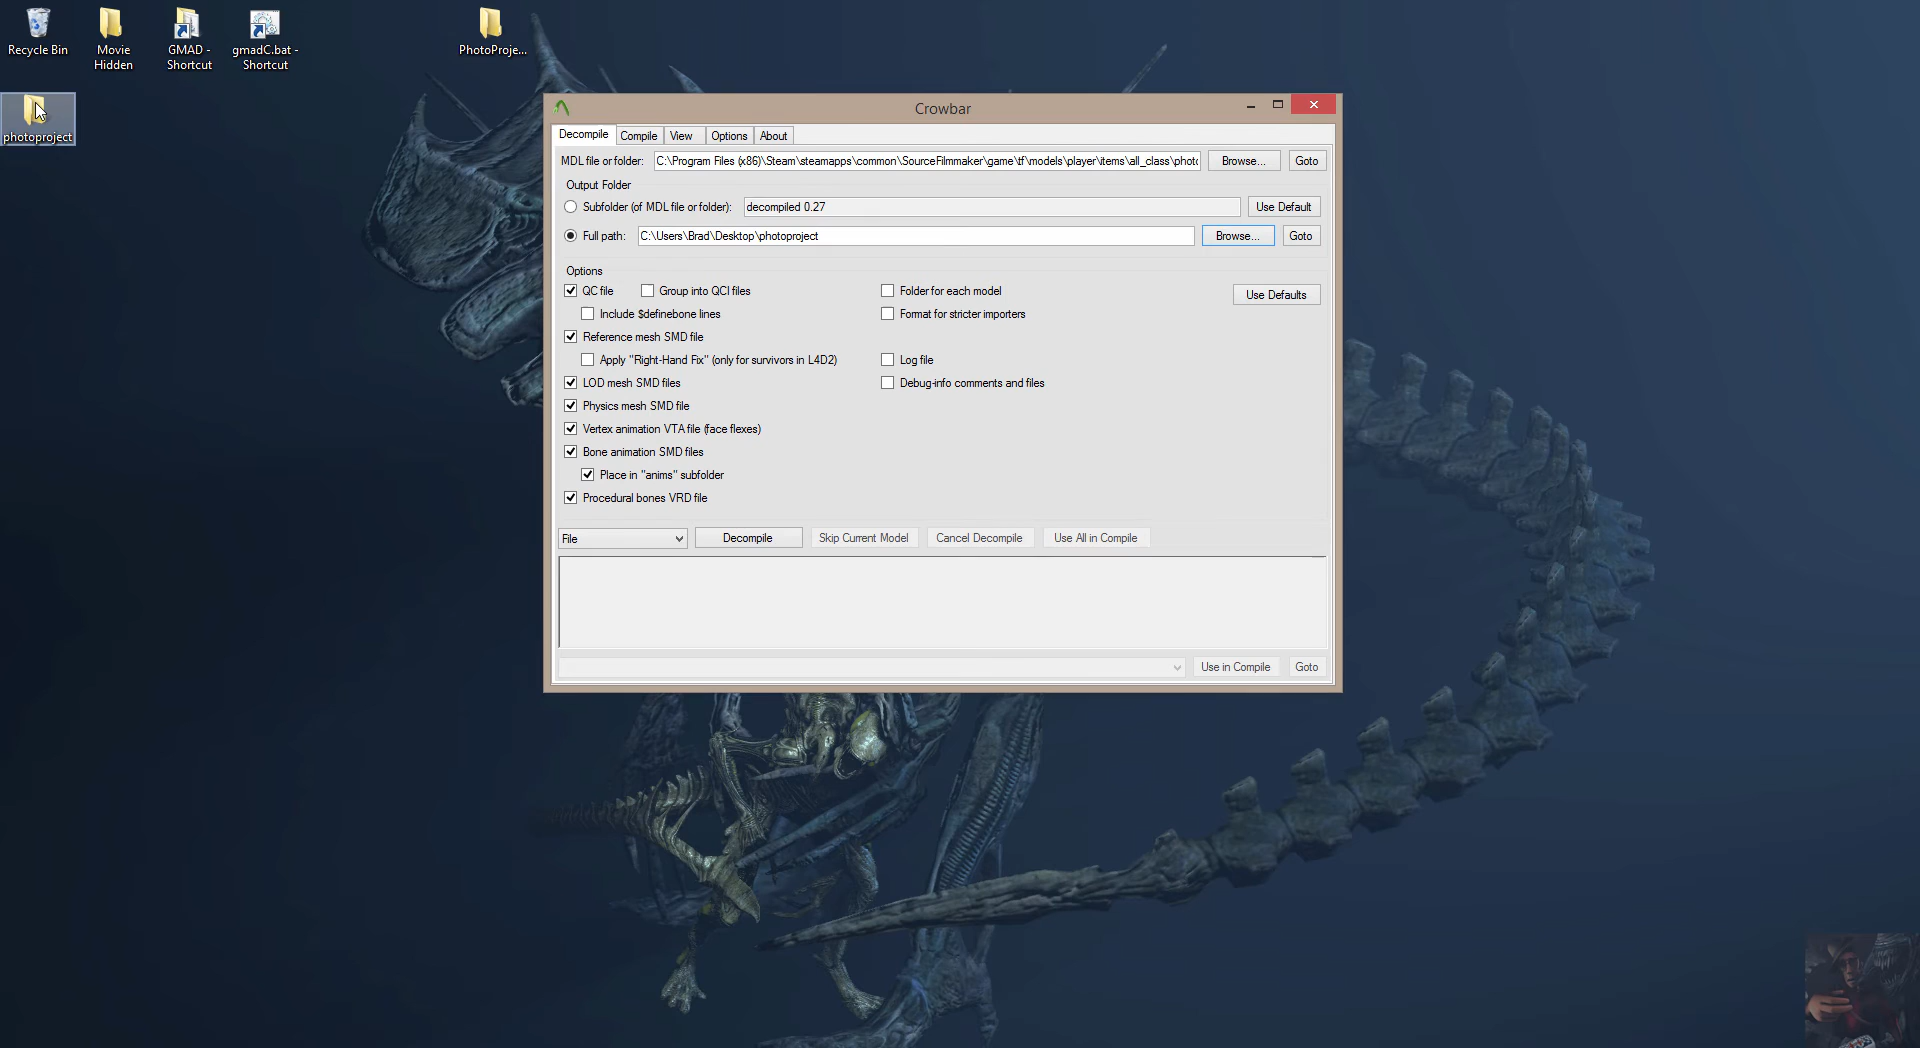 Recycle Bin
Movie
Hidden
GMAD -
Shortcut
gmadC.bat -
Shortcut
PhotoProje...
photoproject
Crowbar
Decompile
Compile
View
Options
About
MDL file or folder:
C:\Program Files (x86)\Steam\steamapps\common\SourceFilmmaker\game\tf\models\player\items\all_class\photo
Browse...
Goto
Output Folder
Subfolder (of MDL file or folder):
decompiled 0.27
Use Default
Full path:
C:\Users\Brad\Desktop\photoproject
Browse...
Goto
Options
QC file
Group into QCI files
Folder for each model
Use Defaults
Include $definebone lines
Format for stricter importers
Reference mesh SMD file
Apply "Right-Hand Fix" (only for survivors in L4D2)
Log file
LOD mesh SMD files
Debug-info comments and files
Physics mesh SMD file
Vertex animation VTA file (face flexes)
Bone animation SMD files
Place in "anims" subfolder
Procedural bones VRD file
File
Decompile
Skip Current Model
Cancel Decompile
Use All in Compile
Use in Compile
Goto